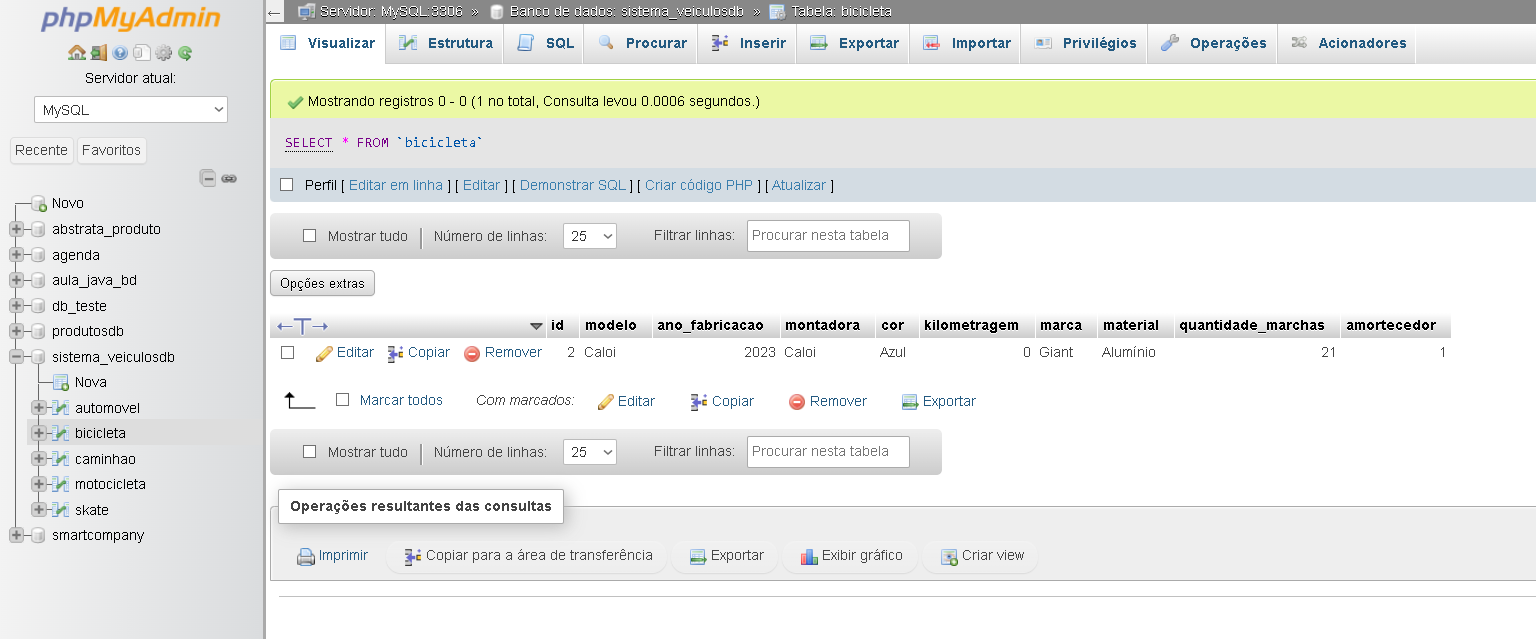 phpMyAdmin
Servidor atual:
MySQL
Recente Favoritos
Novo
abstrata_produto
agenda
aula_java_bd
db_teste
produtosdb
sistema_veiculosdb
Nova
automovel
bicicleta
caminhao
motocicleta
skate
smartcompany
Servidor: MySQL:3306 » Banco de dados: sistema_veiculosdb » Tabela: bicicleta
Visualizar Estrutura SQL Procurar Inserir Exportar Importar Privilégios Operações Acionadores
Mostrando registros 0 - 0 (1 no total, Consulta levou 0.0006 segundos.)
SELECT * FROM `bicicleta`
Perfil [ Editar em linha ] [ Editar ] [ Demonstrar SQL ] [ Criar código PHP ] [ Atualizar ]
Mostrar tudo | Número de linhas: 25 Filtrar linhas: Procurar nesta tabela
Opções extras
←T→ id modelo ano_fabricacao montadora cor kilometragem marca material quantidade_marchas amortecedor
Editar Copiar Remover 2 Caloi 2023 Caloi Azul 0 Giant Alumínio 21 1
Marcar todos Com marcados: Editar Copiar Remover Exportar
Mostrar tudo | Número de linhas: 25 Filtrar linhas: Procurar nesta tabela
Operações resultantes das consultas
Imprimir Copiar para a área de transferência Exportar Exibir gráfico Criar view